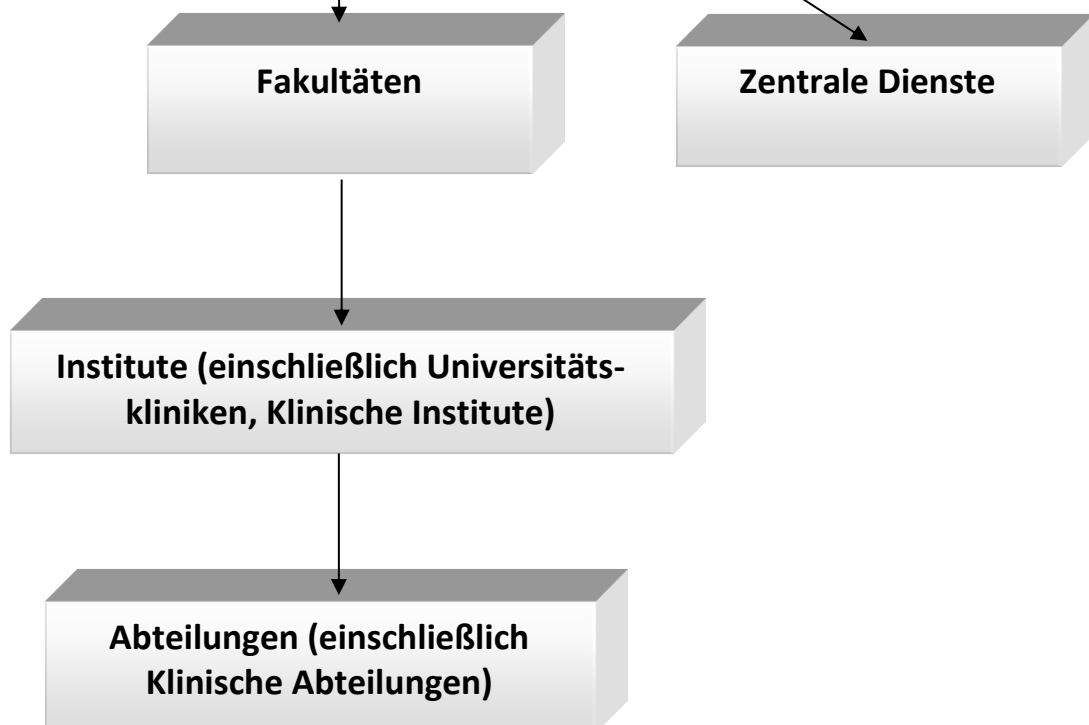 Fakultäten
Zentrale Dienste
Institute (einschließlich Universitäts-
kliniken, Klinische Institute)
Abteilungen (einschließlich
Klinische Abteilungen)